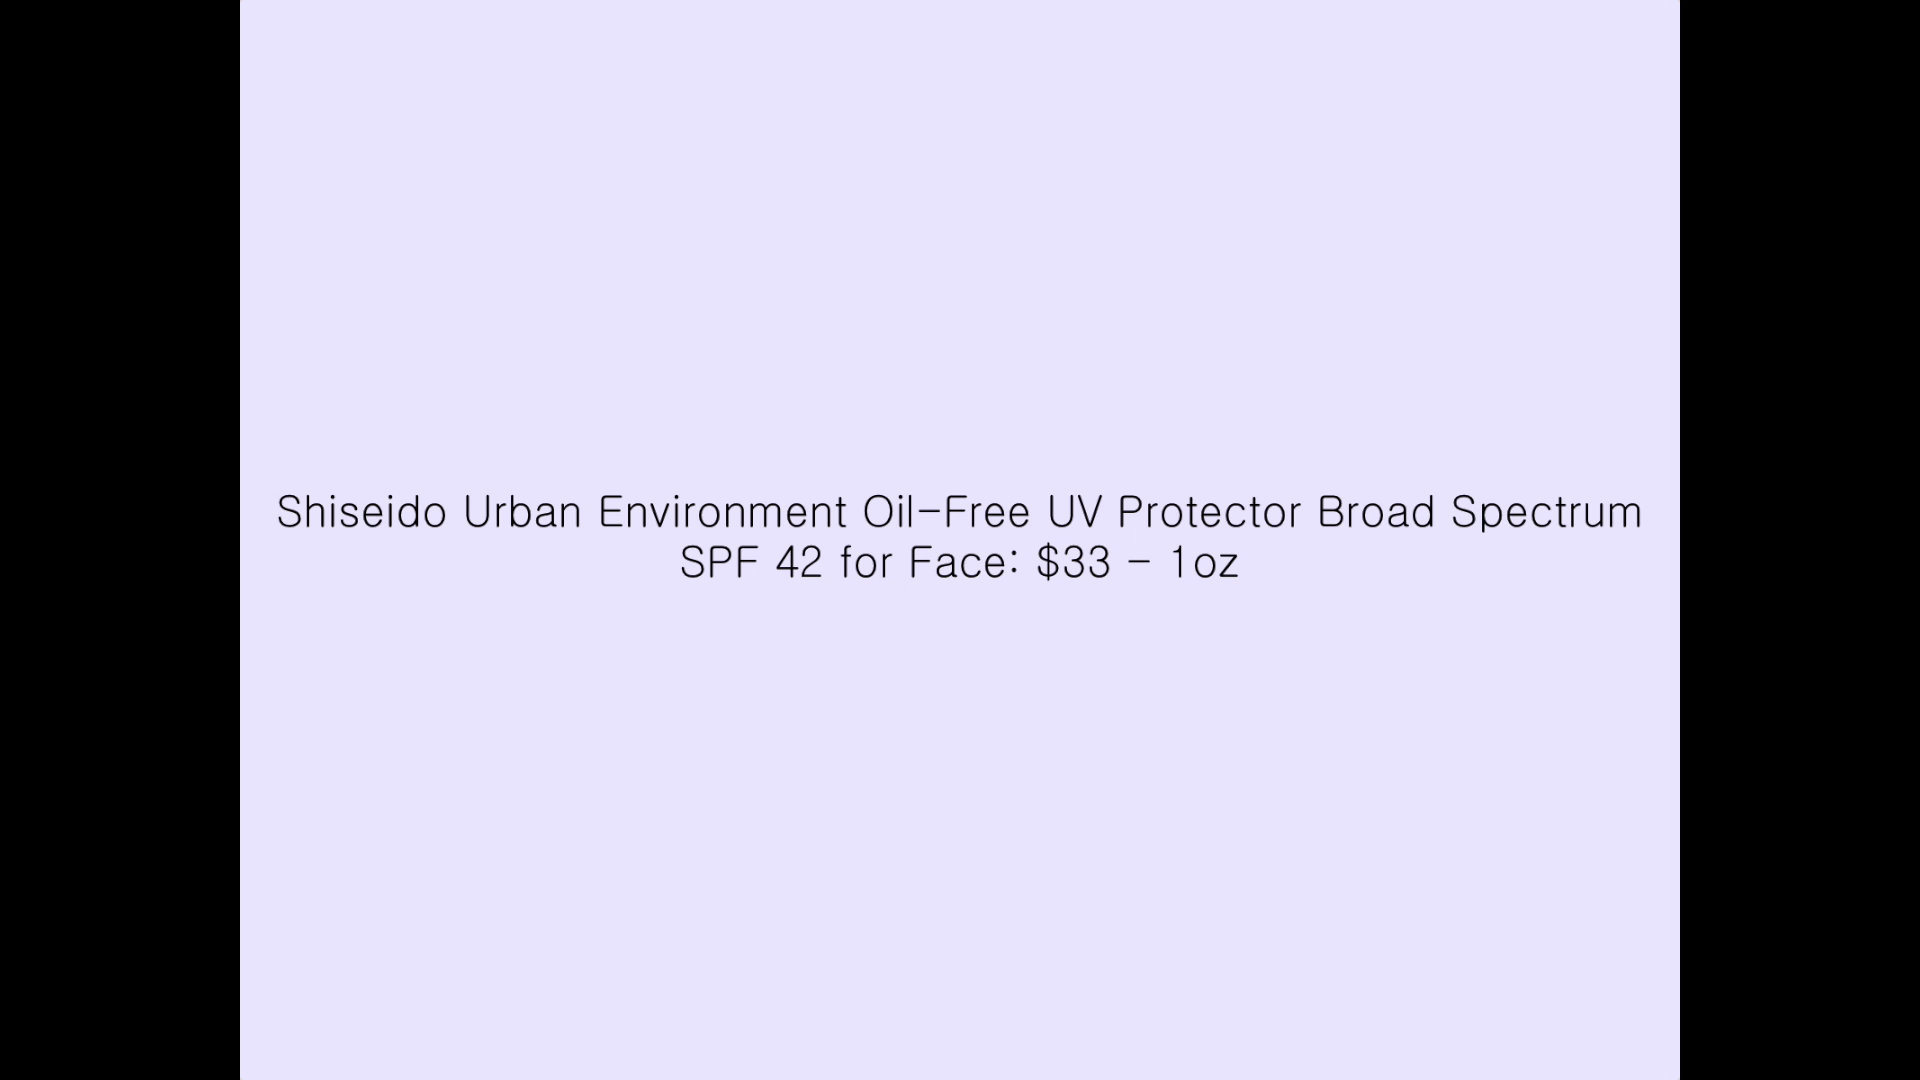 Shiseido Urban Environment Oil-Free UV Protector Broad Spectrum
SPF 42 for Face: $33 - 1oz